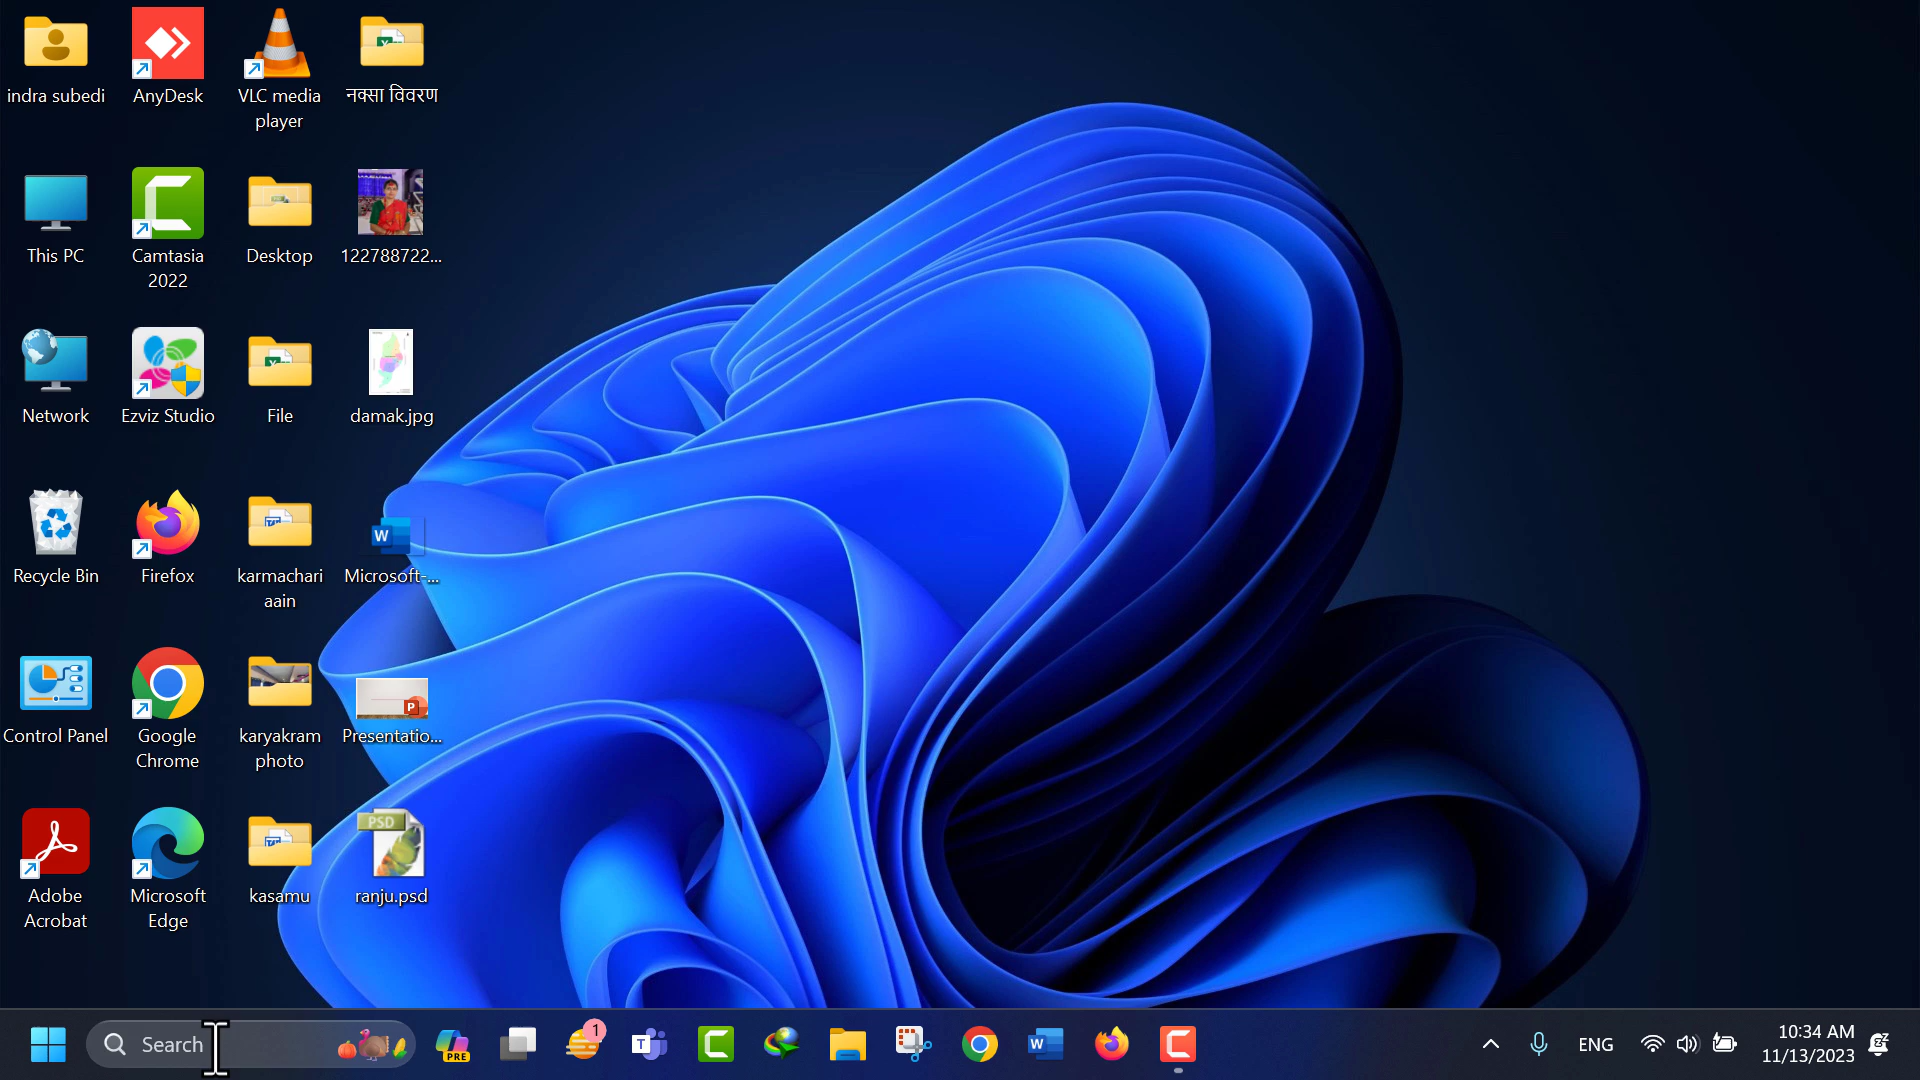 indra subedi
AnyDesk
VLC media
player
नक्सा विवरण
This PC
Camtasia
2022
Desktop
122788722...
Network
Ezviz Studio
File
damak.jpg
Recycle Bin
Firefox
karmachari
aain
W
Microsoft-...
Control Panel
Google
Chrome
karyakram
photo
P
Presentatio...
Adobe
Acrobat
Microsoft
Edge
kasamu
PSD
ranju.psd
Search
PRE
1
T
W
ENG
10:34 AM
11/13/2023